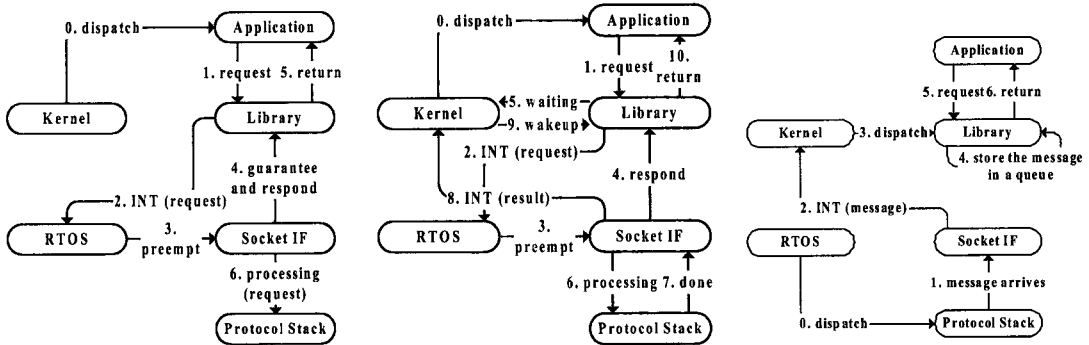 0. dispatch
Application
1. request
5. return
Kernel
Library
4. guarantee
and respond
2. INT (request)
RTOS
3.
preempt
Socket IF
6. processing
(request)
Protocol Stack
0. dispatch
Application
1. request
10.
return
Kernel
5. waiting
9. wakeup
Library
2. INT (request)
4. respond
8. INT (result)
RTOS
3.
preempt
Socket IF
6. processing
7. done
Protocol Stack
Application
5. request
6. return
Kernel
3. dispatch
Library
4. store the message
in a queue
2. INT (message)
RTOS
Socket IF
1. message arrives
0. dispatch
Protocol Stack